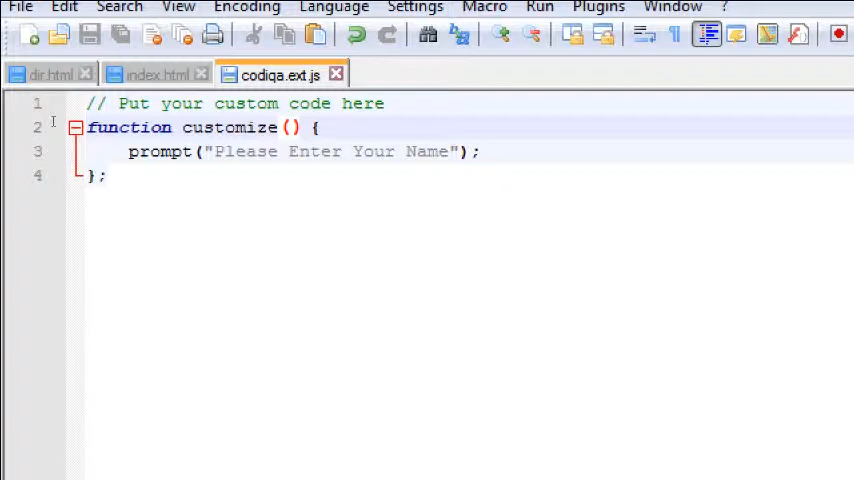 File Edit Search View Encoding Language Settings Macro Run Plugins Window ?
dir.html index.html codiqa.ext.js
1 // Put your custom code here
2 function customize() {
3 prompt("Please Enter Your Name");
4 };